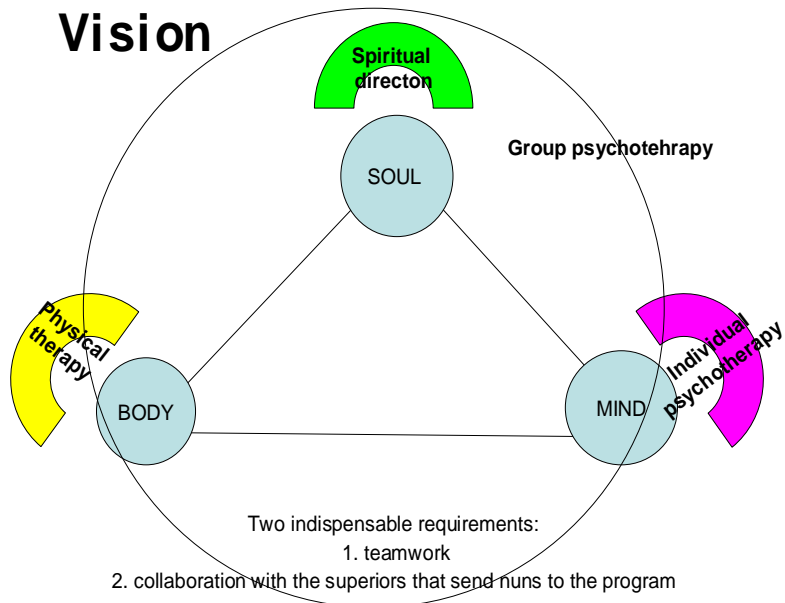 Vision
Spiritual
directon
Group psychotehrapy
SOUL
Physical
therapy
Individual
psychotherapy
BODY
MIND
Two indispensable requirements:
1. teamwork
2. collaboration with the superiors that send nuns to the program